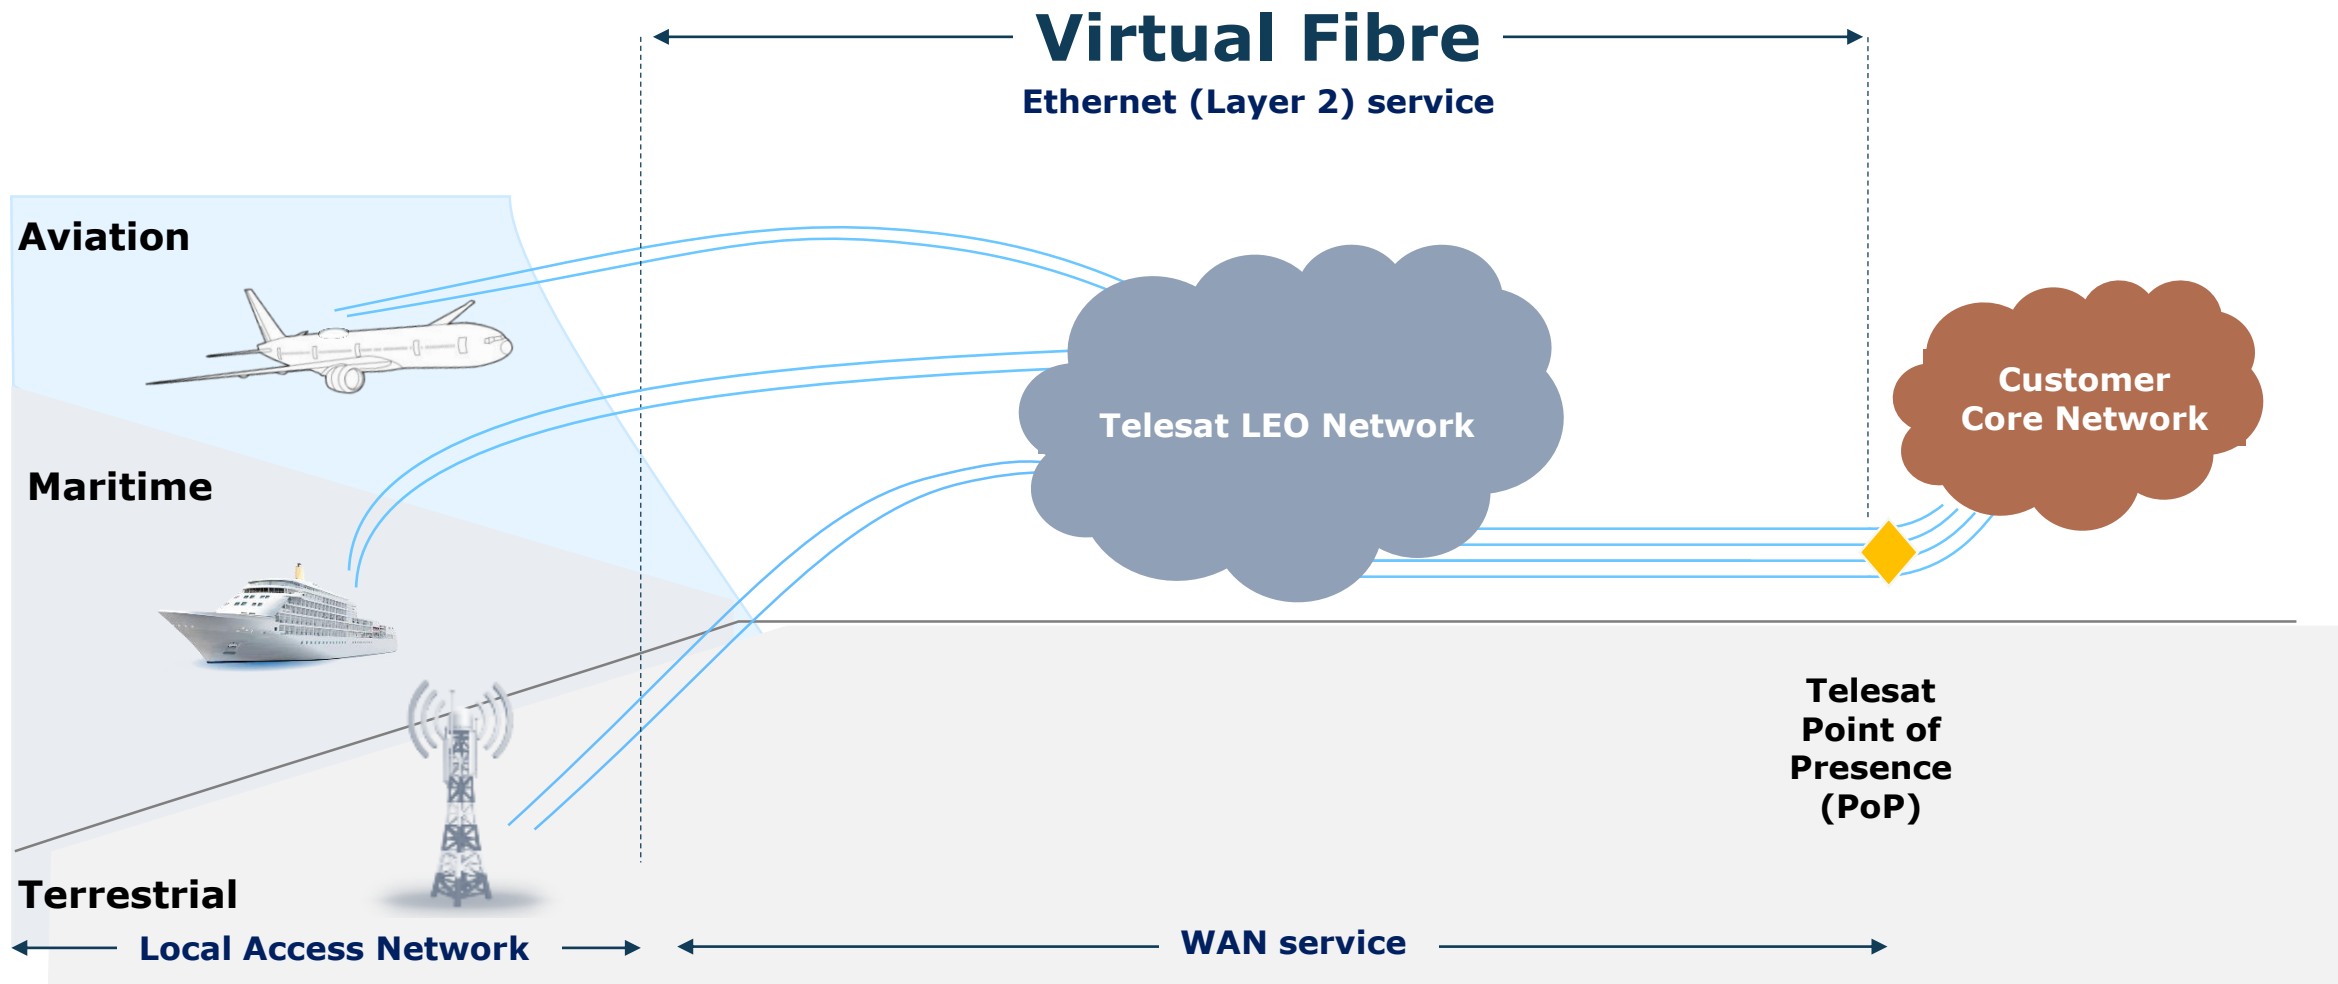 Virtual Fibre
Ethernet (Layer 2) service
Aviation
Maritime
Telesat LEO Network
Customer
Core Network
Telesat
Point of
Presence
(PoP)
Terrestrial
Local Access Network
WAN service